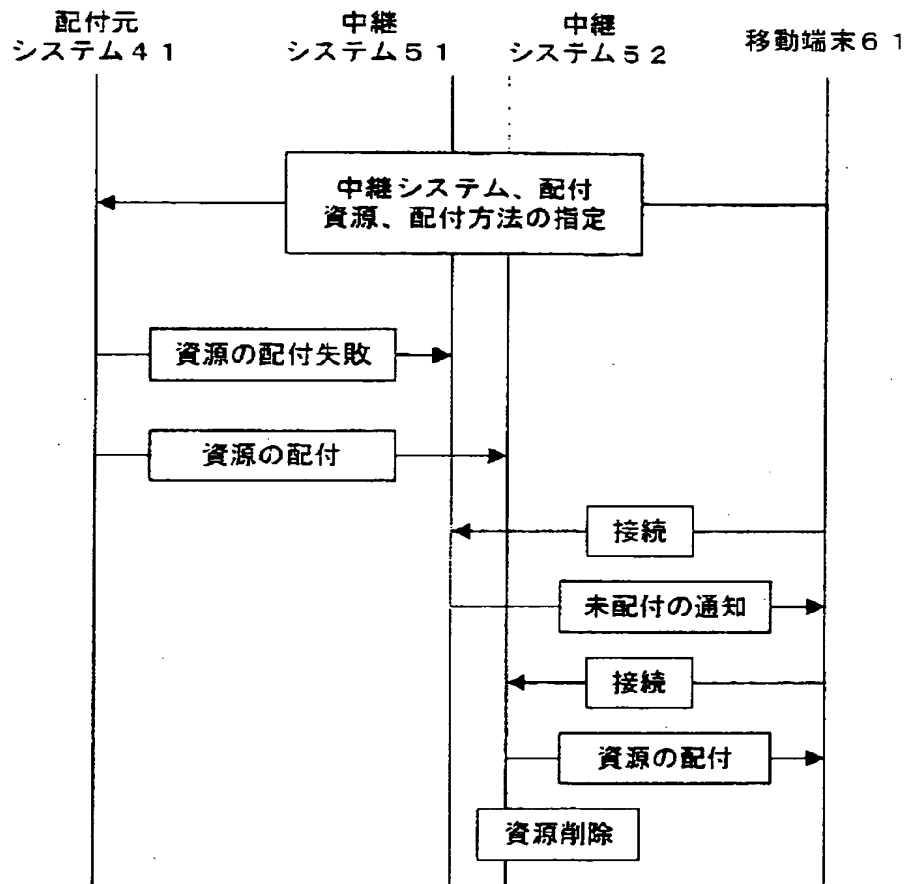 配付元
システム４１
中継
システム５１
中継
システム５２
移動端末６１
中継システム、配付
資源、配付方法の指定
資源の配付失敗
資源の配付
接続
未配付の通知
接続
資源の配付
資源削除